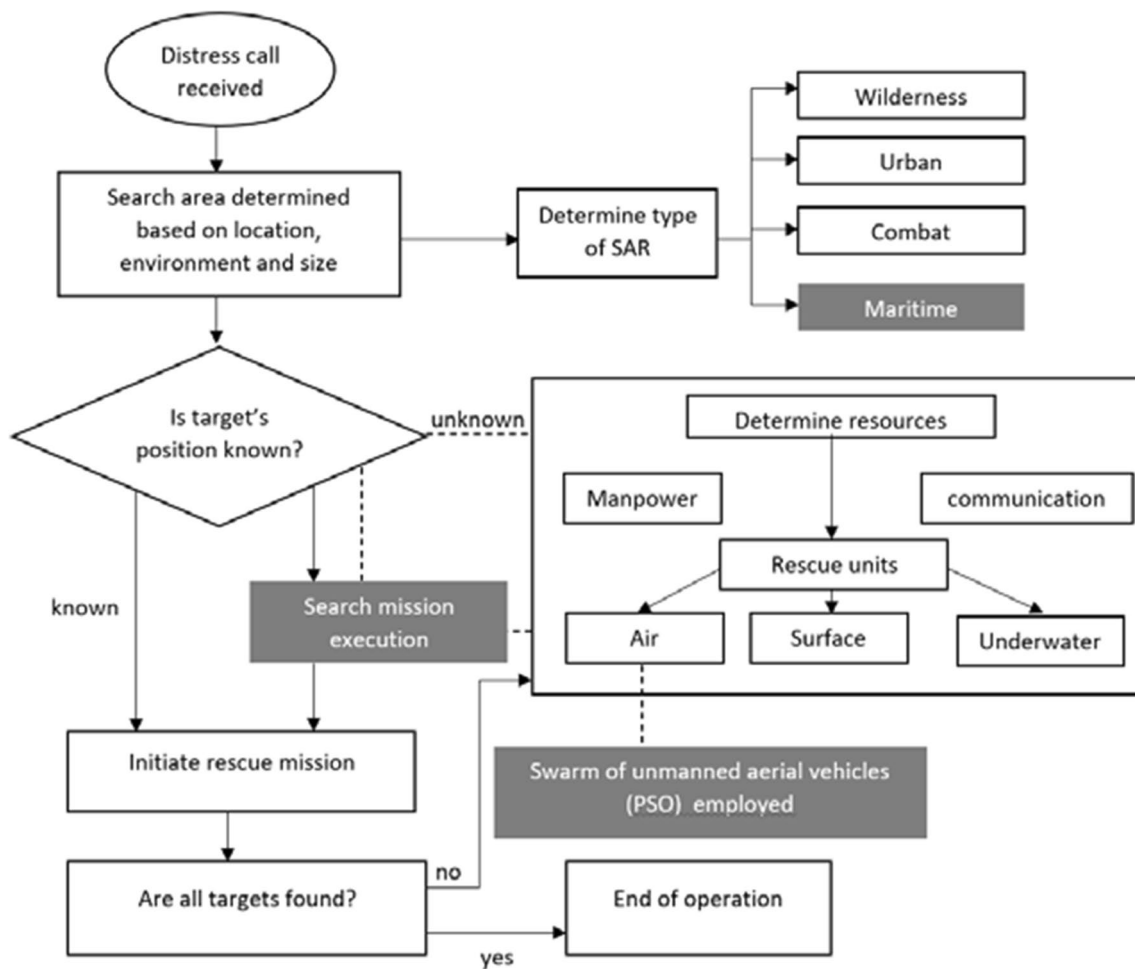 Distress call
received
Search area determined
based on location,
environment and size
Determine type
of SAR
Wilderness
Urban
Combat
Maritime
Is target's
position known?
unknown
known
Search mission
execution
Determine resources
Manpower
communication
Rescue units
Air
Surface
Underwater
Swarm of unmanned aerial vehicles
(PSO) employed
Initiate rescue mission
Are all targets found?
no
yes
End of operation